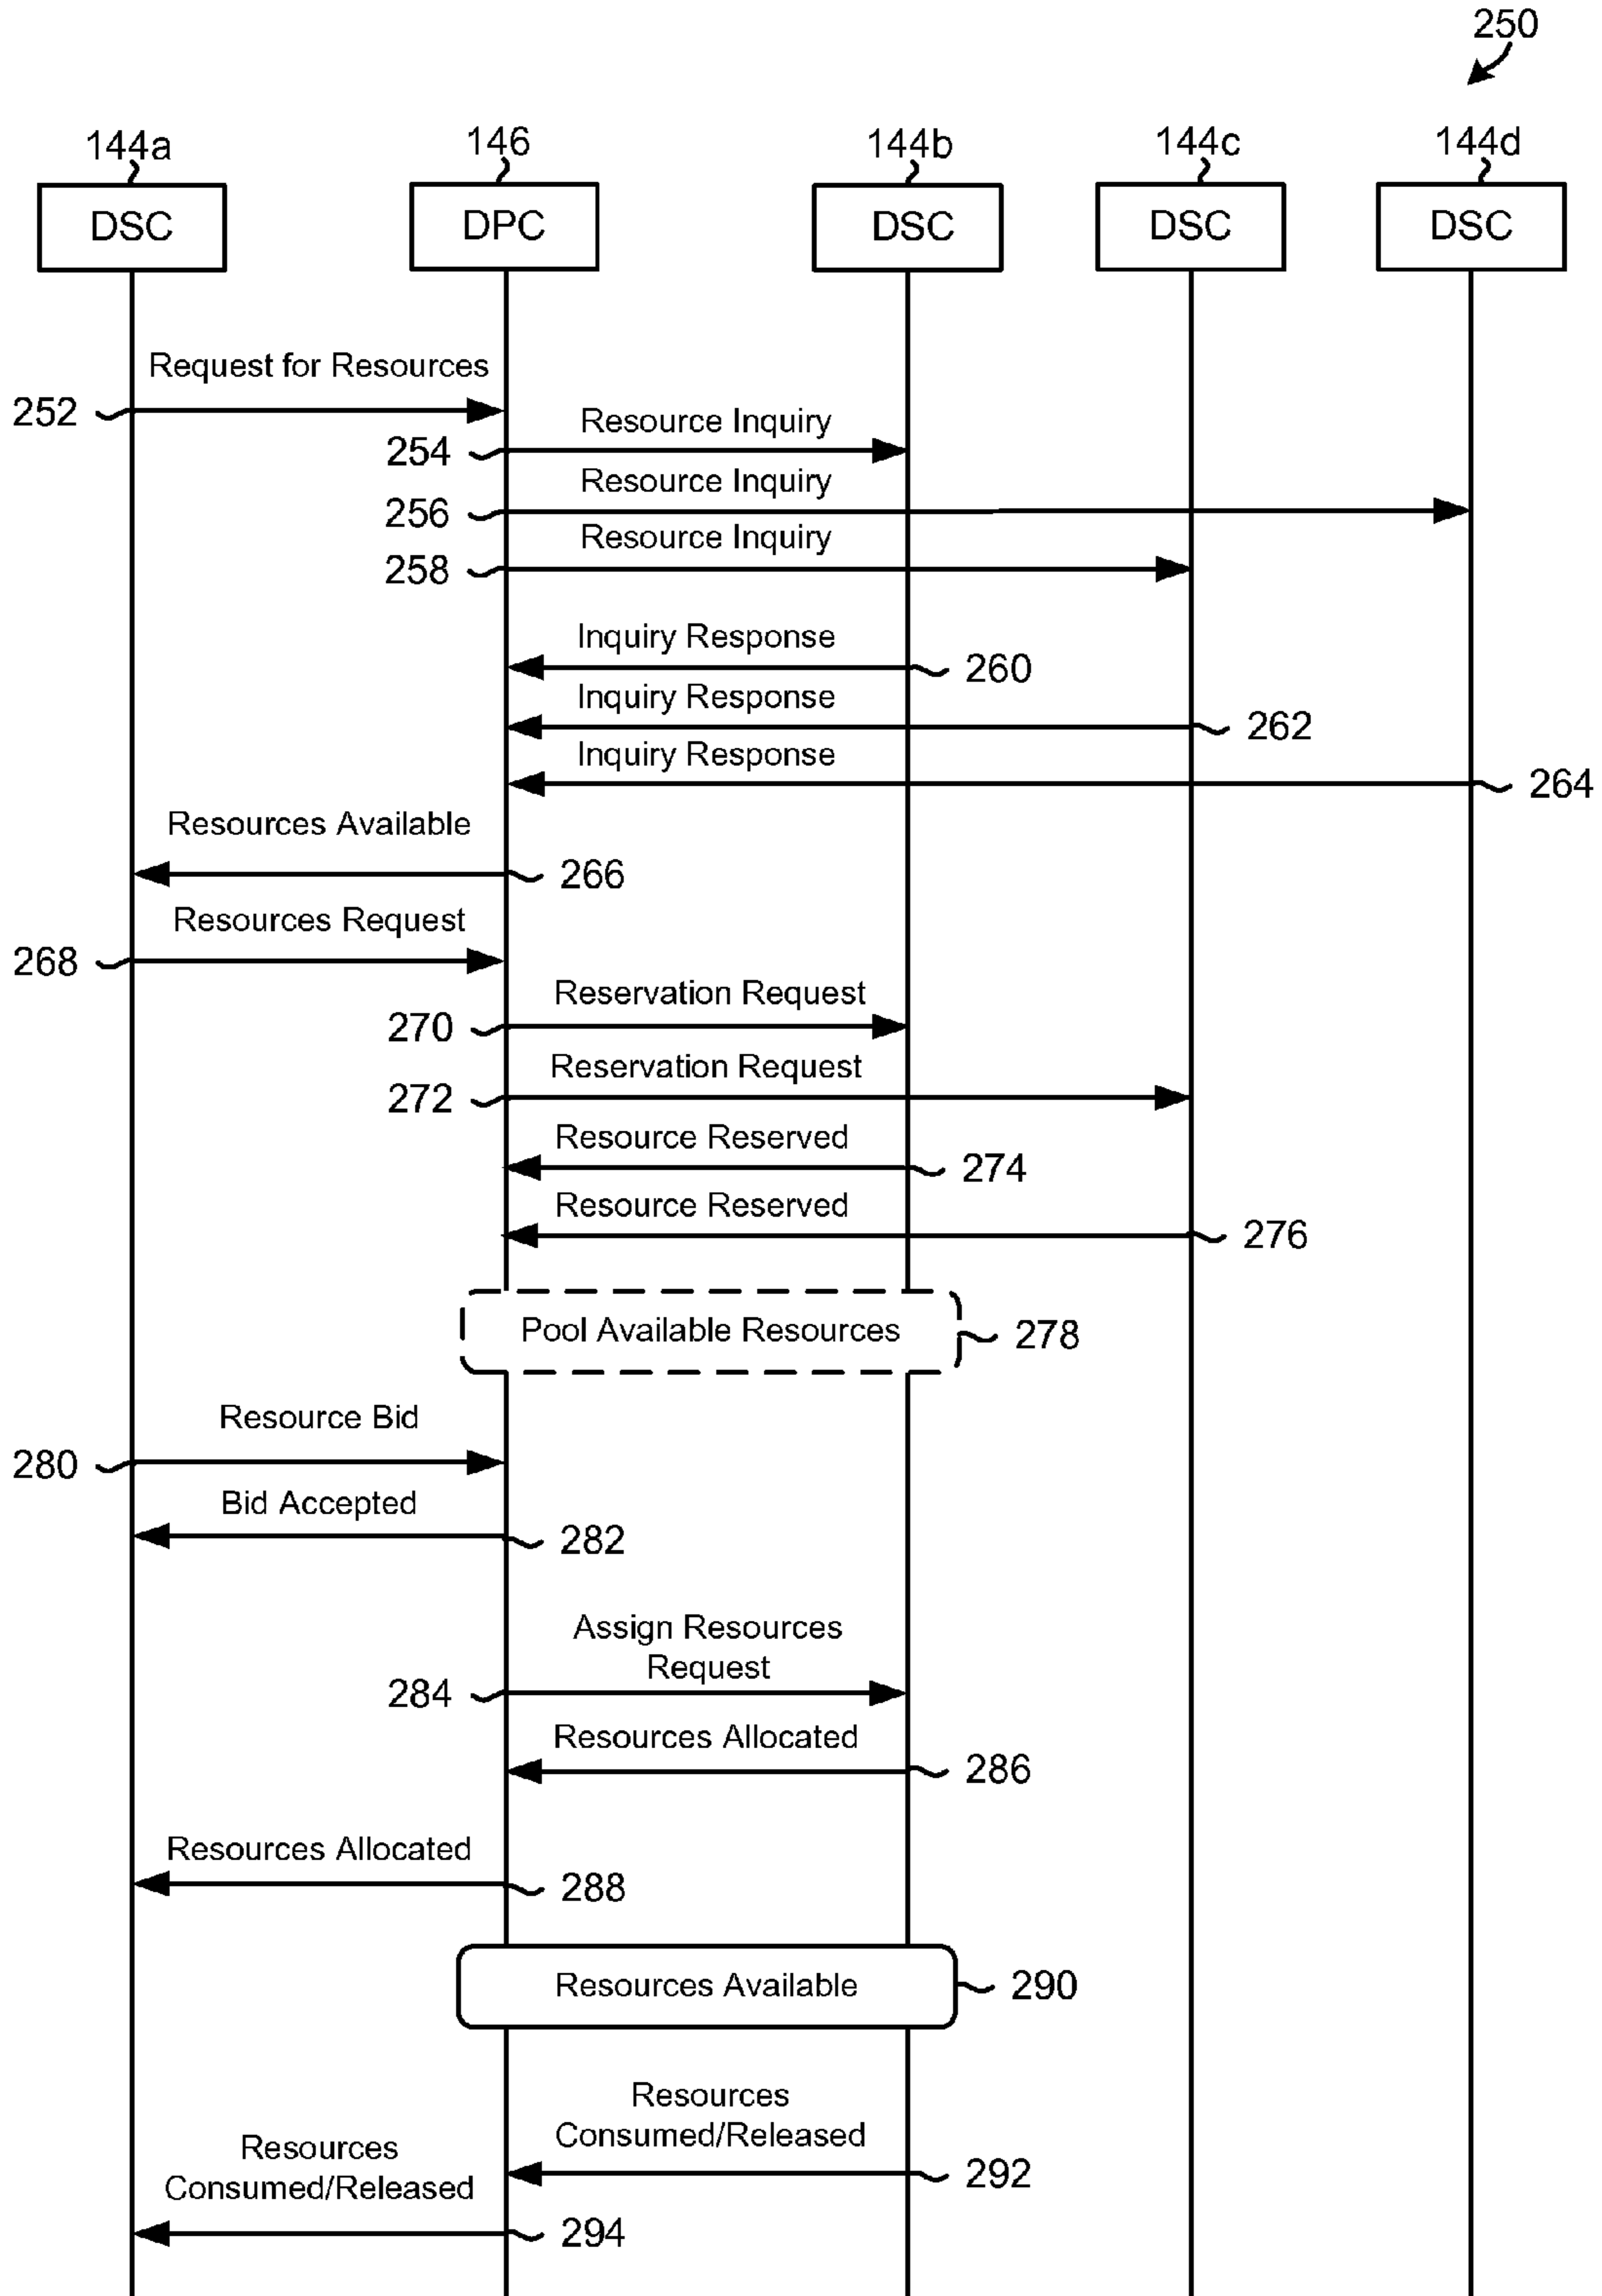 250
144a
146
144b
144c
144d
DSC
DPC
DSC
DSC
DSC
Request for Resources
252
Resource Inquiry
254
Resource Inquiry
256
Resource Inquiry
258
Inquiry Response
260
Inquiry Response
262
Inquiry Response
264
Resources Available
266
Resources Request
268
Reservation Request
270
Reservation Request
272
Resource Reserved
274
Resource Reserved
276
Pool Available Resources
278
Resource Bid
280
Bid Accepted
282
Assign Resources
Request
284
Resources Allocated
286
Resources Allocated
288
Resources Available
290
Resources
Consumed/Released
292
Resources
Consumed/Released
294